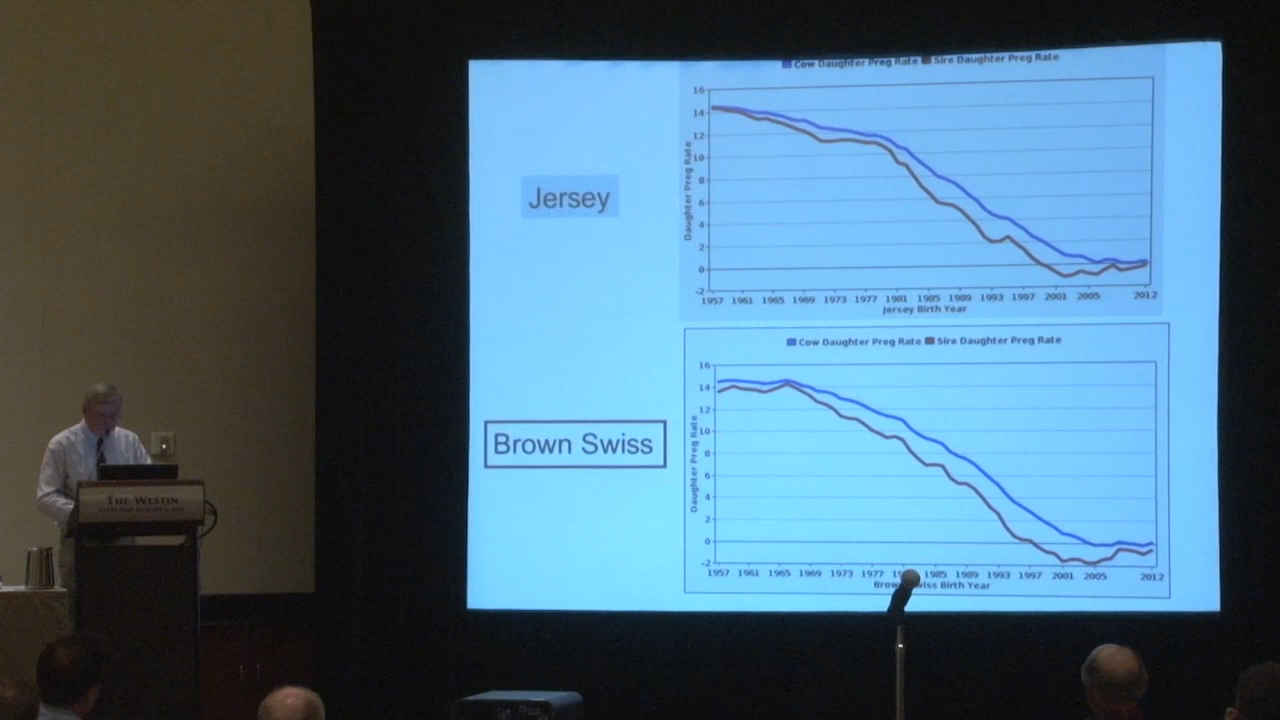 Cow Daughter Preg Rate Sire Daughter Preg Rate
16
14
12
10
8
6
4
2
0
-2
Daughter Preg Rate
1957 1961 1965 1969 1973 1977 1981 1985 1989 1993 1997 2001 2005 2012
Jersey Birth Year
Jersey
Cow Daughter Preg Rate Sire Daughter Preg Rate
16
14
12
10
8
6
4
2
0
-2
Daughter Preg Rate
1957 1961 1965 1969 1973 1977 1985 1989 1993 1997 2001 2005 2012
Birth Year
Brown Swiss
THE WESTIN